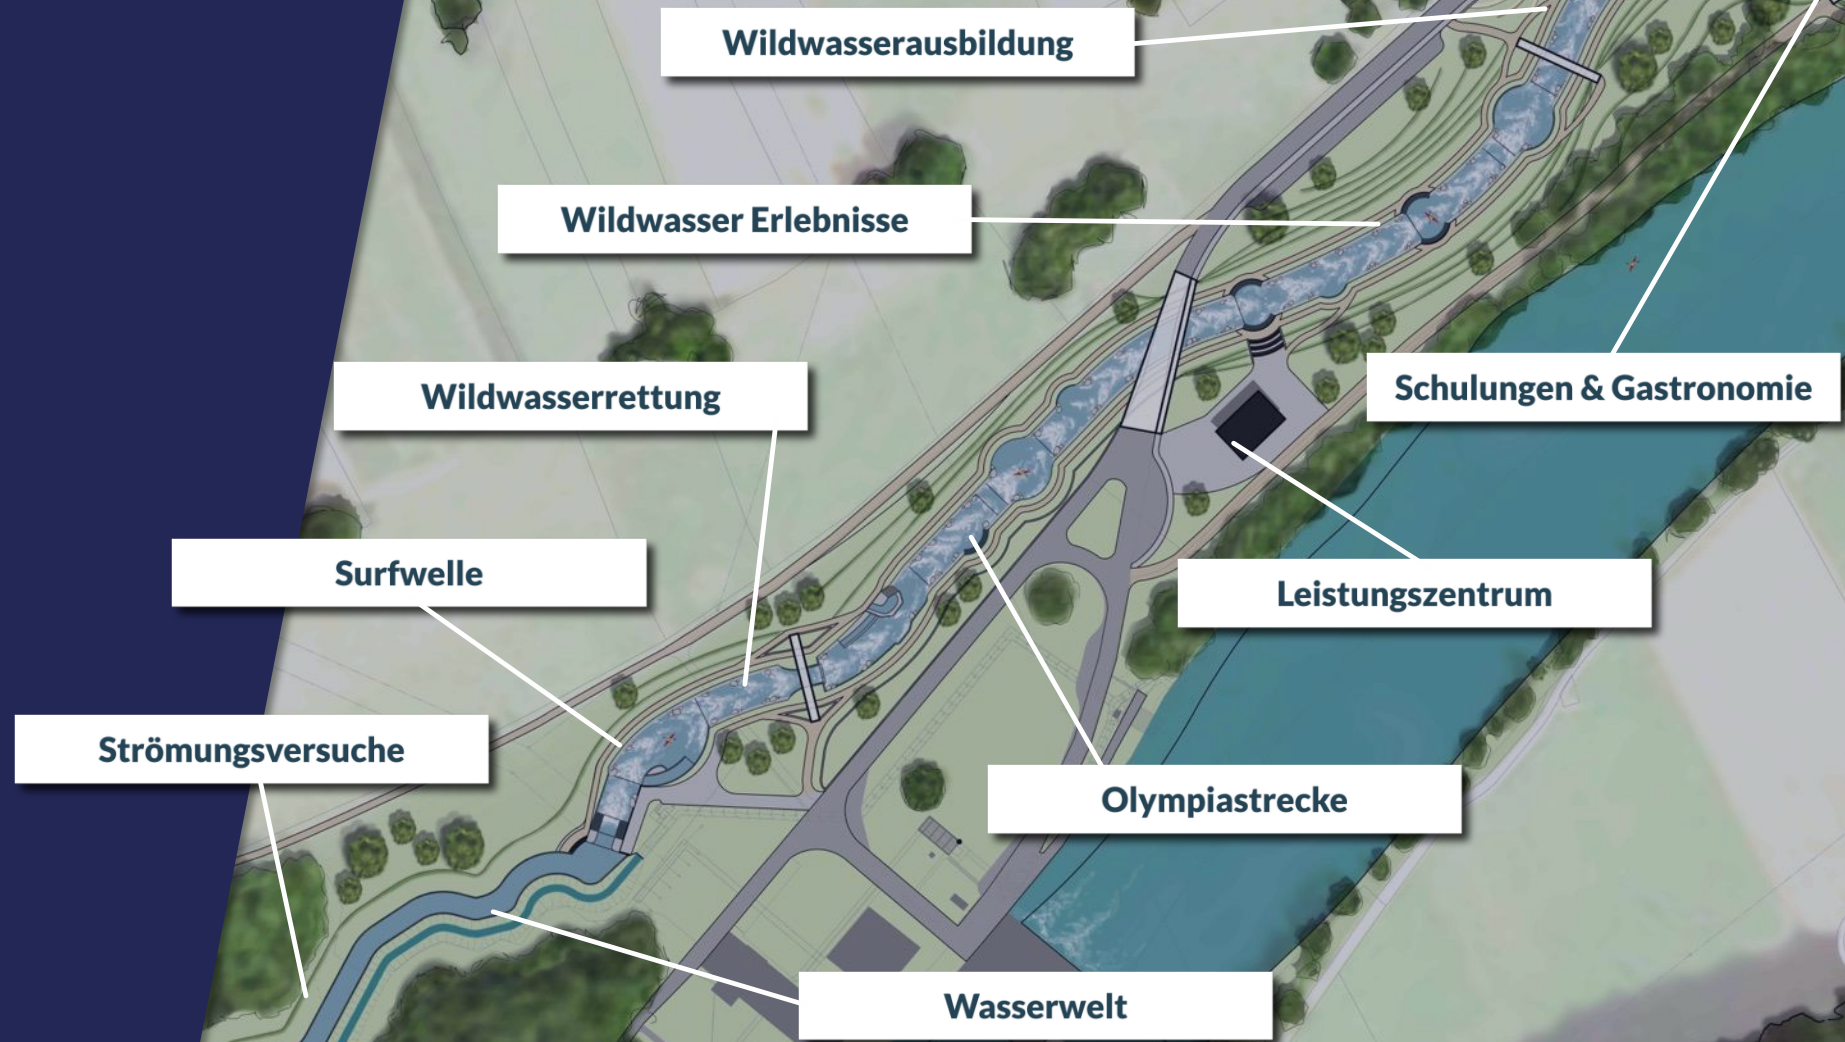 Wildwasserausbildung
Wildwasser Erlebnisse
Wildwasserrettung
Schulungen & Gastronomie
Surfwelle
Leistungszentrum
Strömungsversuche
Olympiastrecke
Wasserwelt